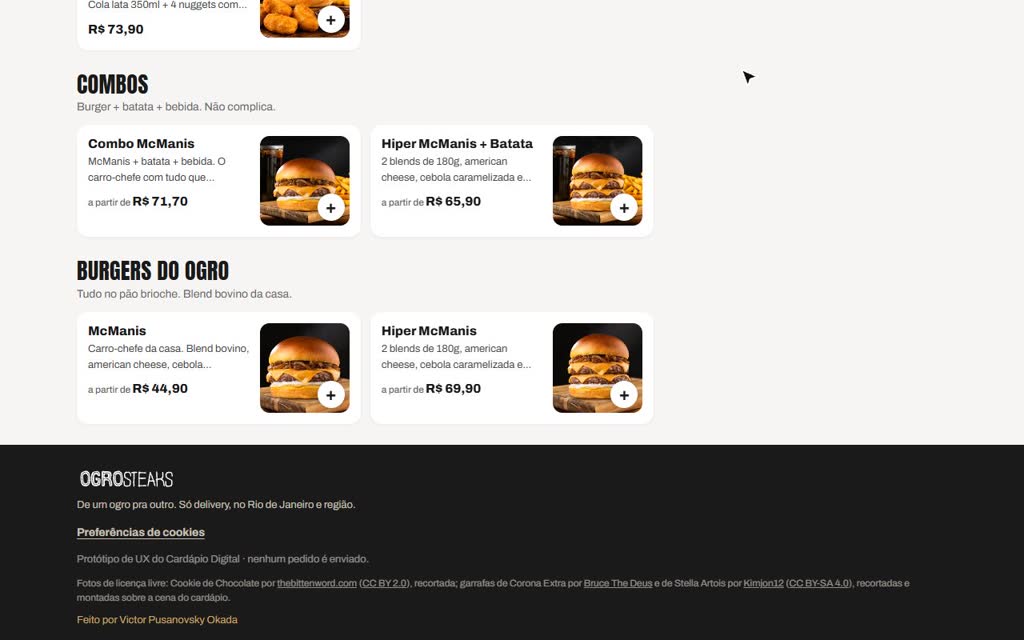 Cola lata 350ml + 4 nuggets com...
R$ 73,90
COMBOS
Burger + batata + bebida. Não complica.
Combo McManis
McManis + batata + bebida. O
carro-chefe com tudo que...
a partir de R$ 71,70
Hiper McManis + Batata
2 blends de 180g, american
cheese, cebola caramelizada e...
a partir de R$ 65,90
BURGERS DO OGRO
Tudo no pão brioche. Blend bovino da casa.
McManis
Carro-chefe da casa. Blend bovino,
american cheese, cebola...
a partir de R$ 44,90
Hiper McManis
2 blends de 180g, american
cheese, cebola caramelizada e...
a partir de R$ 69,90
OGROSTEAKS
De um ogro pra outro. Só delivery, no Rio de Janeiro e região.
Preferências de cookies
Protótipo de UX do Cardápio Digital · nenhum pedido é enviado.
Fotos de licença livre: Cookie de Chocolate por thebittenword.com (CC BY 2.0), recortada; garrafas de Corona Extra por Bruce The Deus e de Stella Artois por Kimjon12 (CC BY-SA 4.0), recortadas e
montadas sobre a cena do cardápio.
Feito por Victor Pusanovsky Okada